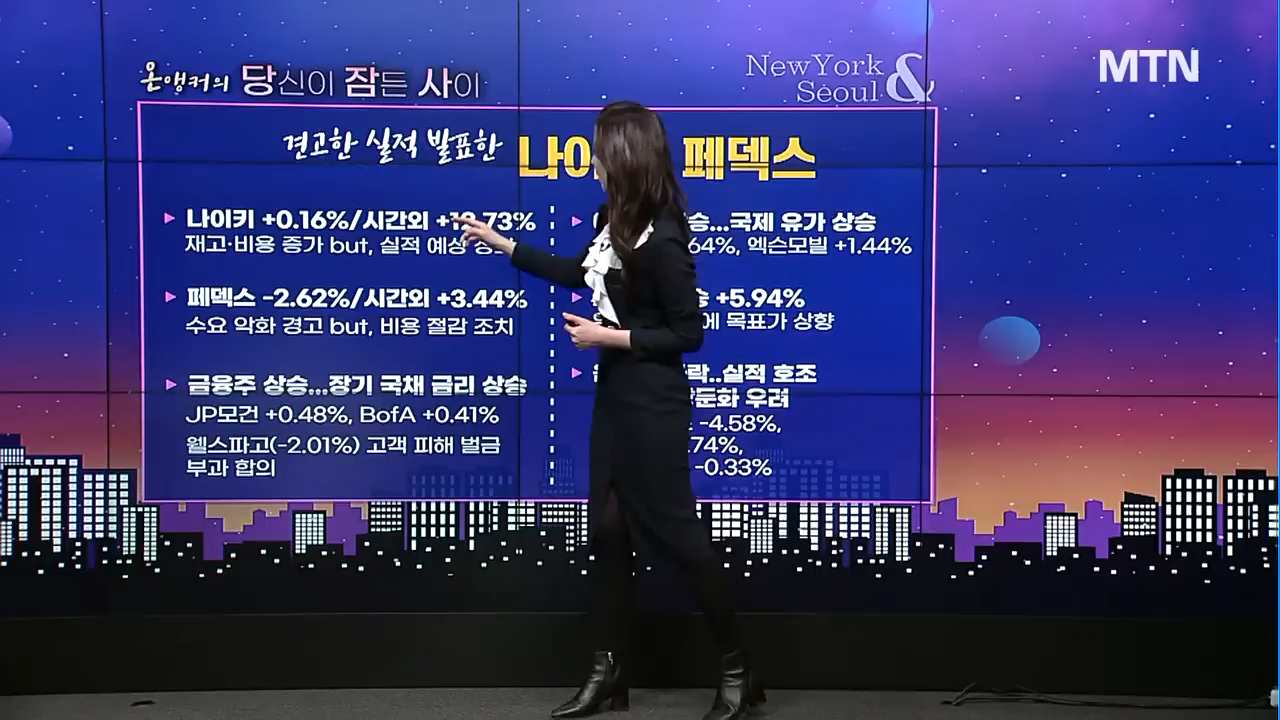 온앵커의 당신이 잠든 사이
NewYork & Seoul
MTN
견고한 실적 발표한
페덱스
▶ 나이키 +0.16%/시간외
재고·비용 증가 but, 실적 예상
▶ 페덱스 -2.62%/시간외 +3.44%
수요 악화 경고 but, 비용 절감 조치
▶ 금융주 상승...장기 국채 금리 상승
JP모건 +0.48%, BofA +0.41%
웰스파고(-2.01%) 고객 피해 벌금
부과 합의
승...국제 유가 상승
64%, 엑슨모빌 +1.44%
+5.94%
에 목표가 상향
락..실적 호조
둔화 우려
-4.58%,
.74%,
-0.33%